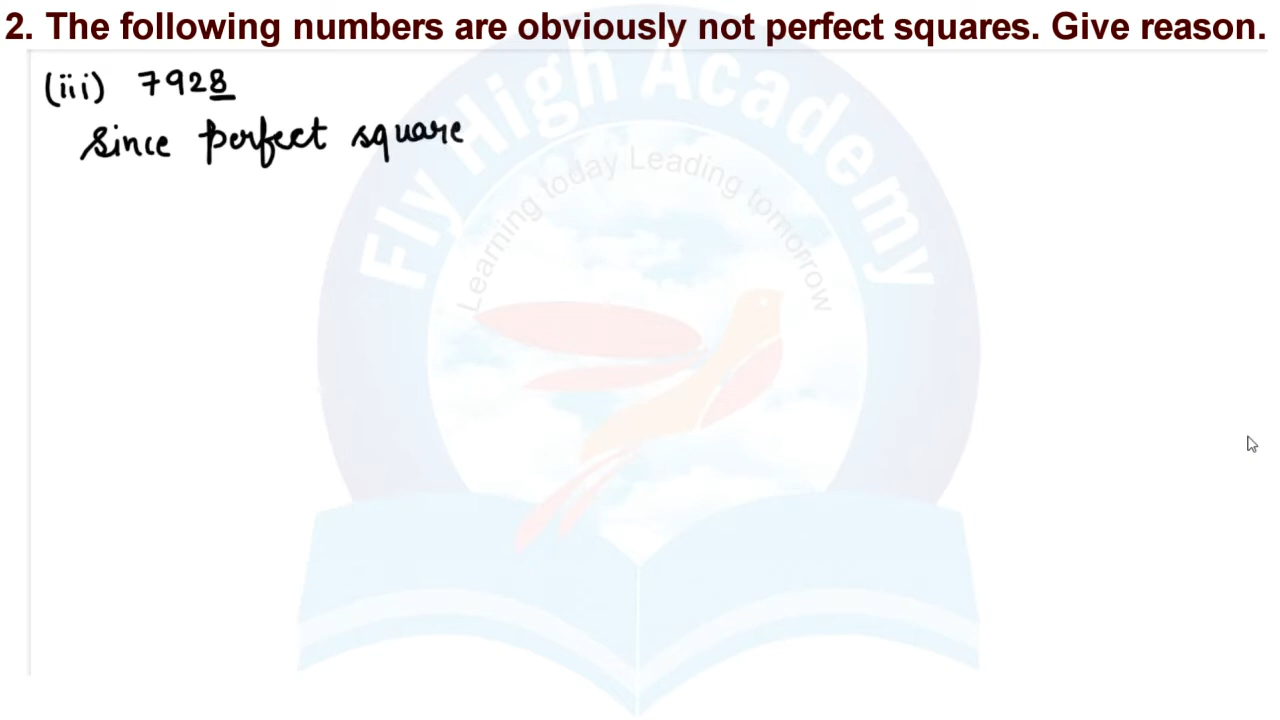 2. The following numbers are obviously not perfect squares. Give reason.
(iii) 7928
Since perfect square
Fly High Academy
Learning today Leading tomorrow